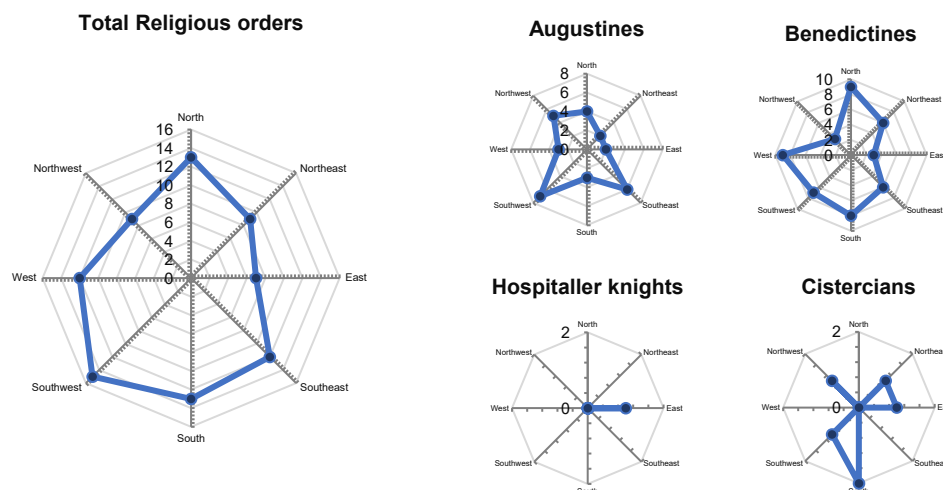 Total Religious orders
North
16
14
12
10
8
6
4
2
0
Northeast
East
Southeast
South
Southwest
West
Northwest
Augustines
North
8
6
4
2
0
Northeast
East
Southeast
South
Southwest
West
Northwest
Benedictines
North
10
8
6
4
2
0
Northeast
East
Southeast
South
Southwest
West
Northwest
Hospitaller knights
North
2
0
Northeast
East
Southeast
South
Southwest
West
Northwest
Cistercians
North
2
0
Southwest
West
Northwest